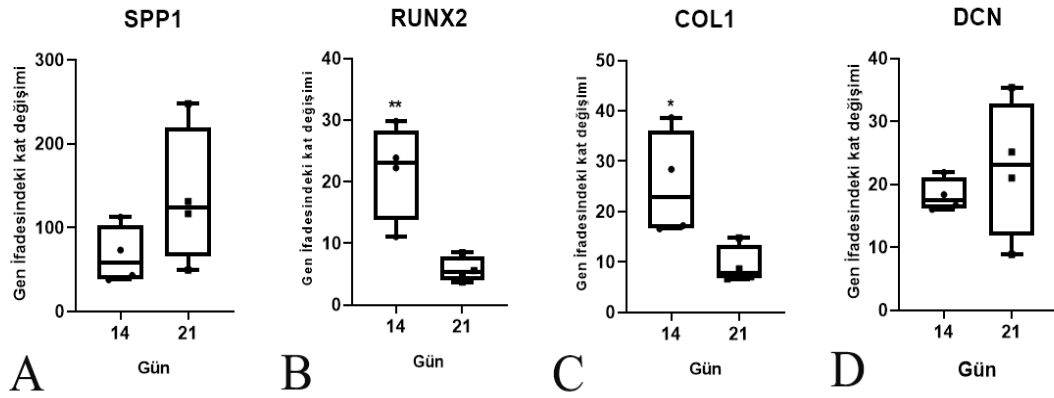 SPP1
Gen İfadesindeki kat değişimi
300
200
100
0
14
21
Gün
A
RUNX2
Gen İfadesindeki kat değişimi
40
30
20
10
0
**
14
21
Gün
B
COL1
Gen İfadesindeki kat değişimi
50
40
30
20
10
0
*
14
21
Gün
C
DCN
Gen İfadesindeki kat değişimi
40
30
20
10
0
14
21
Gün
D